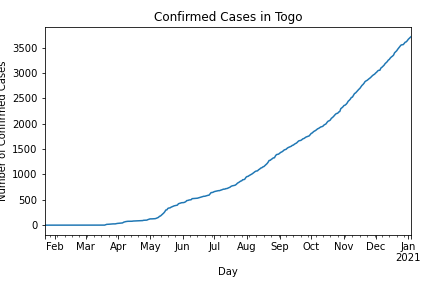 Confirmed Cases in Togo
Number of Confirmed Cases
3500
3000
2500
2000
1500
1000
500
0
Feb Mar Apr May Jun Jul Aug Sep Oct Nov Dec Jan
2021
Day